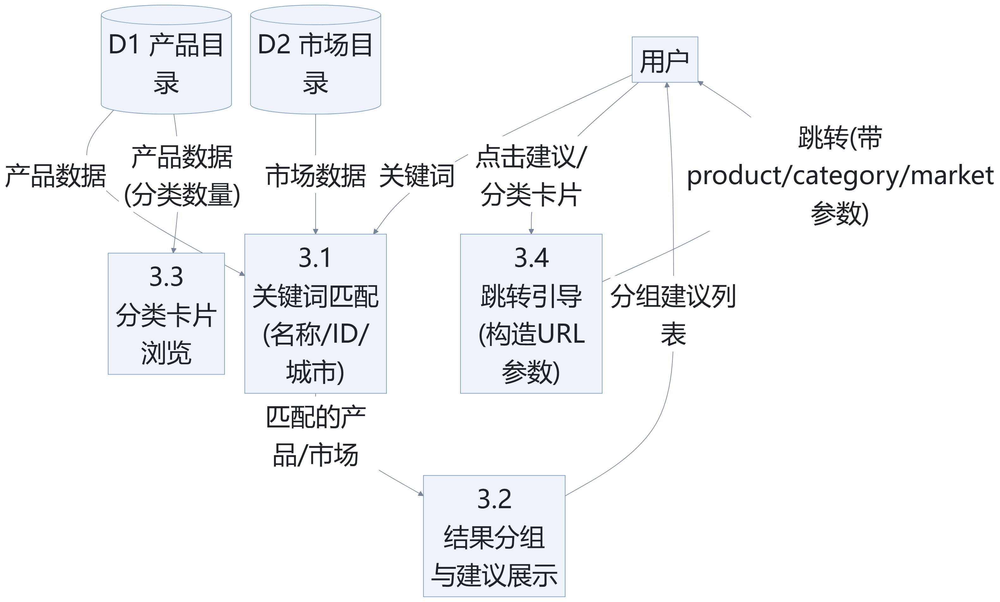 D1 产品目
录
D2 市场目
录
用户
产品数据
产品数据
(分类数量)
市场数据
关键词
点击建议/
分类卡片
跳转(带
product/category/market
参数)
3.3
分类卡片
浏览
3.1
关键词匹配
(名称/ID/
城市)
3.4
跳转引导
(构造URL
参数)
分组建议列
表
匹配的产
品/市场
3.2
结果分组
与建议展示